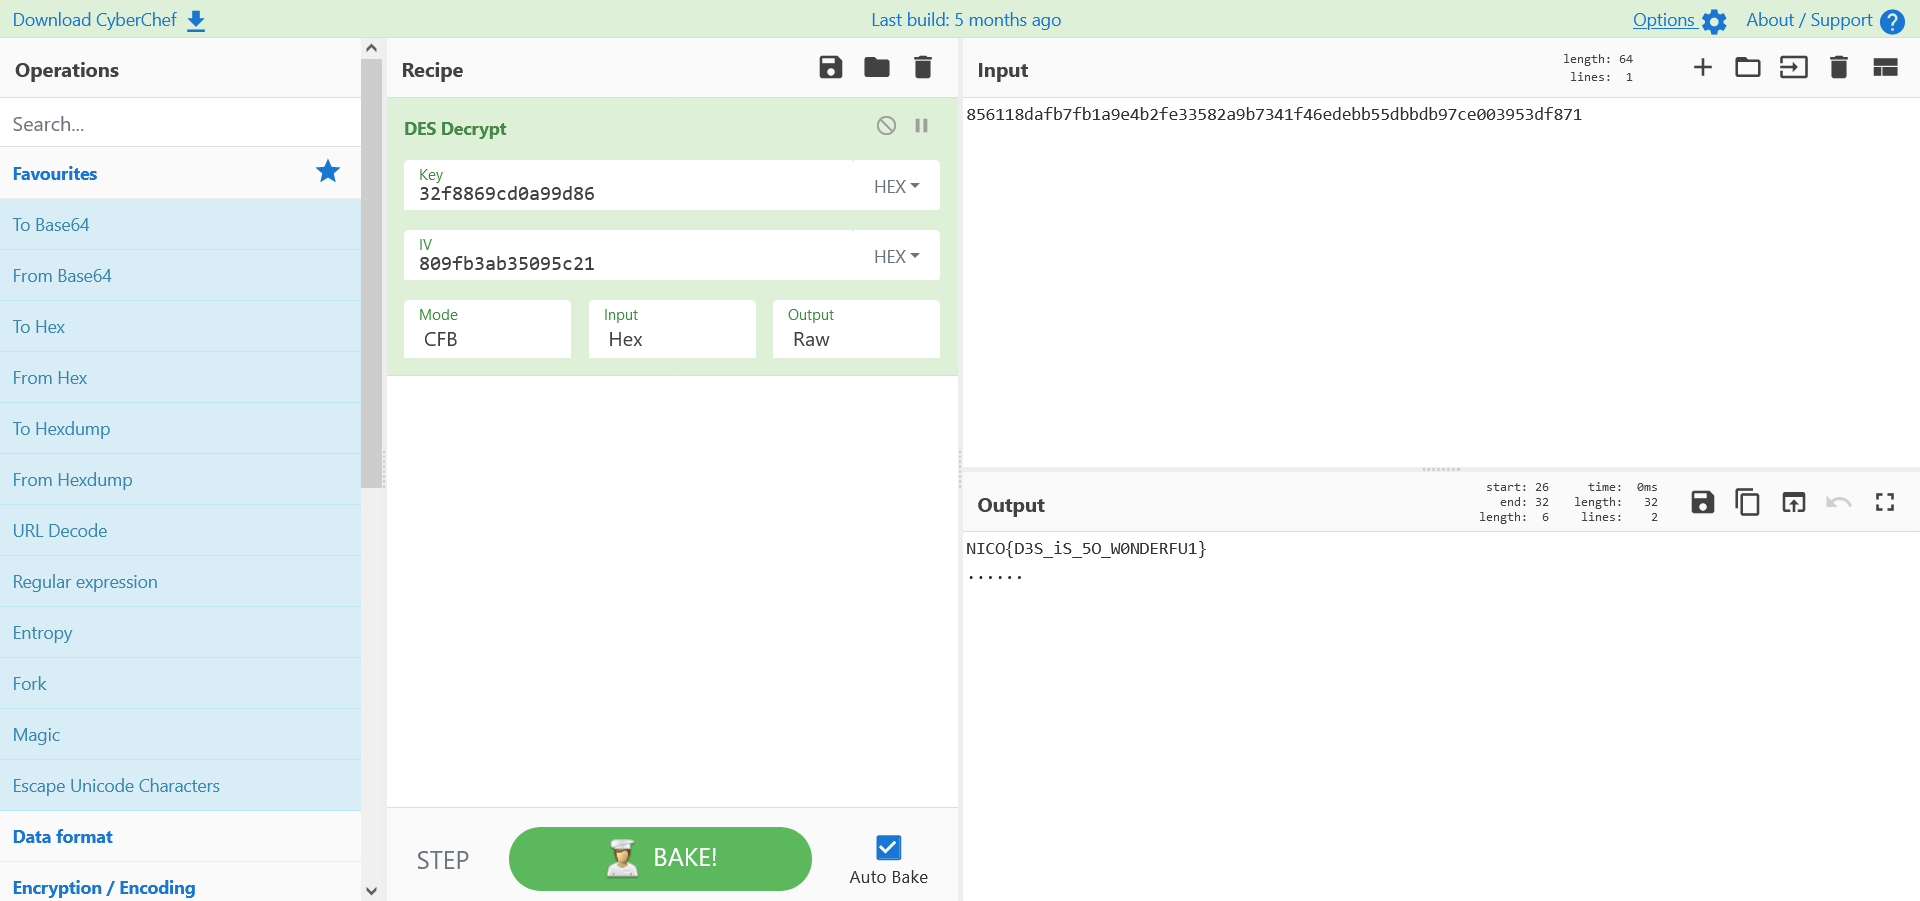 Download CyberChef
Last build: 5 months ago
Options
About / Support
Operations
Search...
Favourites
To Base64
From Base64
To Hex
From Hex
To Hexdump
From Hexdump
URL Decode
Regular expression
Entropy
Fork
Magic
Escape Unicode Characters
Data format
Encryption / Encoding
Recipe
DES Decrypt
Key
32f8869cd0a99d86
HEX
IV
809fb3ab35095c21
HEX
Mode
CFB
Input
Hex
Output
Raw
STEP
BAKE!
Auto Bake
Input
length: 64
lines: 1
856118dafb7fb1a9e4b2fe33582a9b7341f46edebb55dbbdb97ce003953df871
Output
start: 26
end: 32
length: 6
time: 0ms
length: 32
lines: 2
NICO{D3S_iS_5O_W0NDERFU1}
......